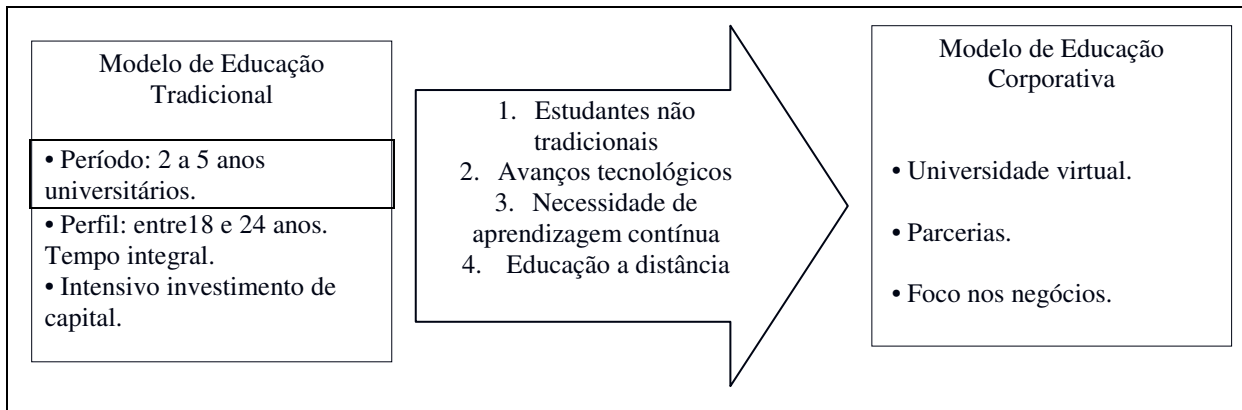 Modelo de Educação
Tradicional
• Período: 2 a 5 anos
universitários.
• Perfil: entre18 e 24 anos.
Tempo integral.
• Intensivo investimento de
capital.
1. Estudantes não
tradicionais
2. Avanços tecnológicos
3. Necessidade de
aprendizagem contínua
4. Educação a distância
Modelo de Educação
Corporativa
• Universidade virtual.
• Parcerias.
• Foco nos negócios.